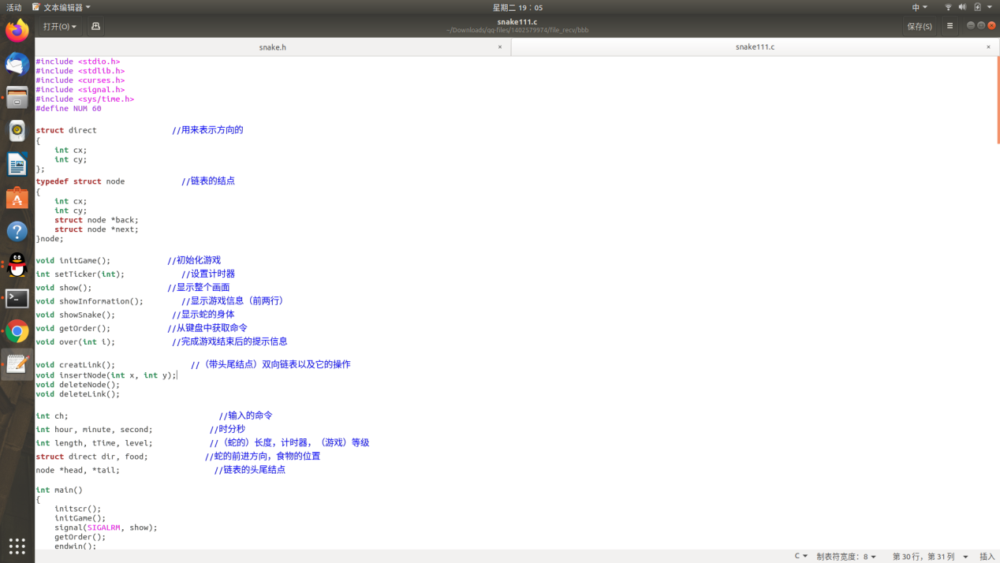 活动
文本编辑器
星期二 19：05
中
打开(O)
snake111.c
~/Downloads/qq-files/1402579974/file_recv/bbb
保存(S)
snake.h
×
snake111.c
×
#include <stdio.h>
#include <stdlib.h>
#include <curses.h>
#include <signal.h>
#include <sys/time.h>
#define NUM 60
struct direct                //用来表示方向的
{
    int cx;
    int cy;
};
typedef struct node            //链表的结点
{
    int cx;
    int cy;
    struct node *back;
    struct node *next;
}node;
void initGame();            //初始化游戏
int setTicker(int);            //设置计时器
void show();                //显示整个画面
void showInformation();        //显示游戏信息（前两行）
void showSnake();            //显示蛇的身体
void getOrder();            //从键盘中获取命令
void over(int i);            //完成游戏结束后的提示信息
void creatLink();                //（带头尾结点）双向链表以及它的操作
void insertNode(int x, int y);
void deleteNode();
void deleteLink();
int ch;                                //输入的命令
int hour, minute, second;            //时分秒
int length, tTime, level;            //（蛇的）长度，计时器，（游戏）等级
struct direct dir, food;            //蛇的前进方向，食物的位置
node *head, *tail;                    //链表的头尾结点
int main()
{
    initscr();
    initGame();
    signal(SIGALRM, show);
    getOrder();
    endwin();
C
制表符宽度：8
第 30 行，第 31 列
插入